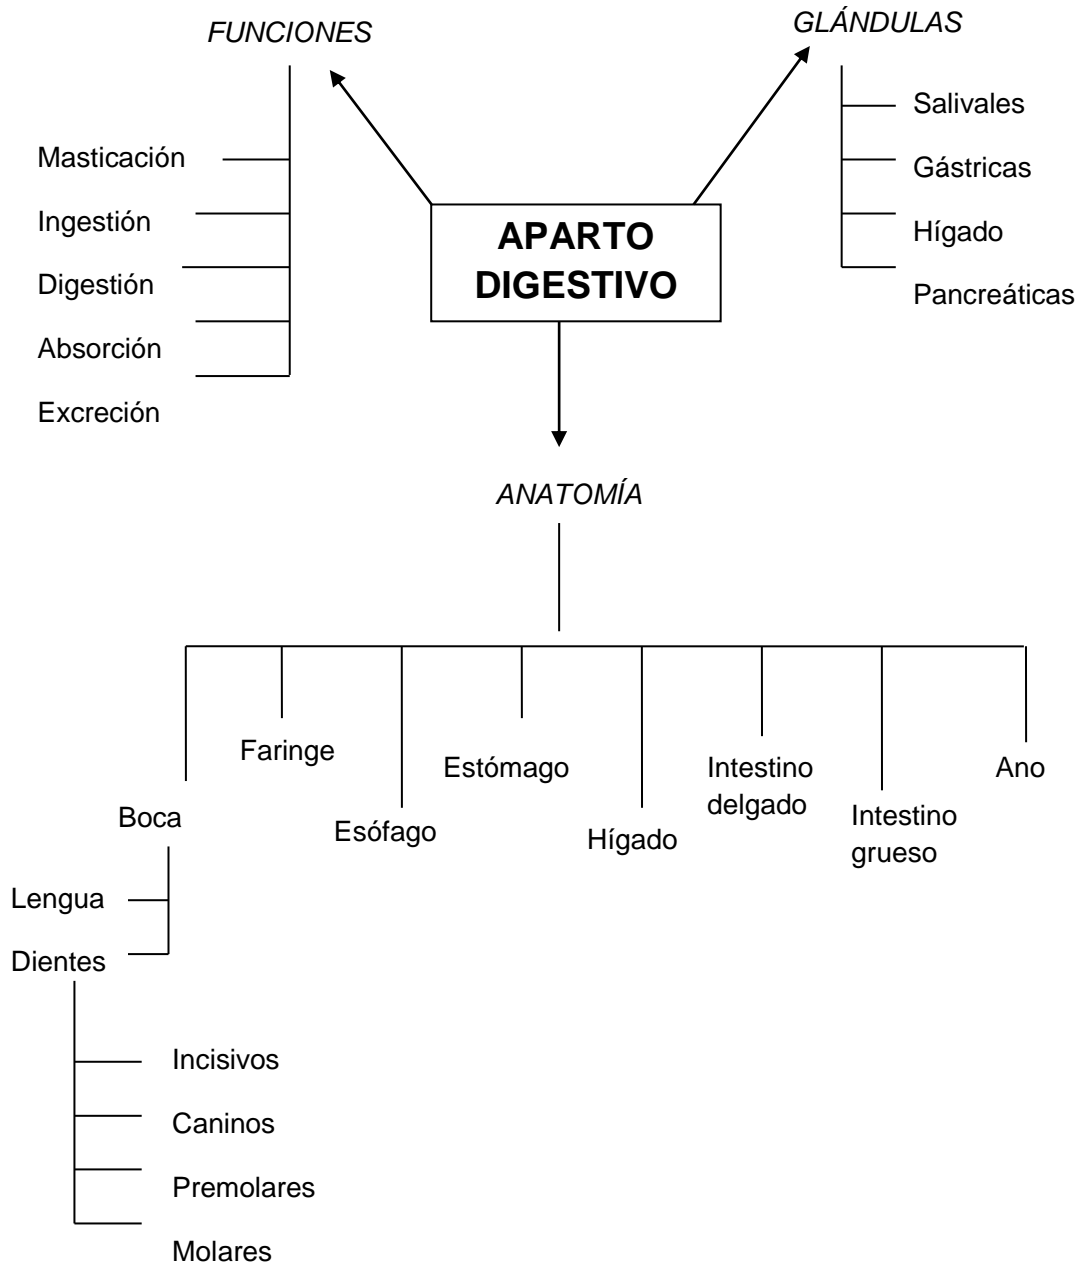 FUNCIONES
GLÁNDULAS
Masticación
Ingestión
Digestión
Absorción
Excreción
Salivales
Gástricas
Hígado
Pancreáticas
APARTO
DIGESTIVO
ANATOMÍA
Boca
Faringe
Esófago
Estómago
Hígado
Intestino
delgado
Intestino
grueso
Ano
Lengua
Dientes
Incisivos
Caninos
Premolares
Molares